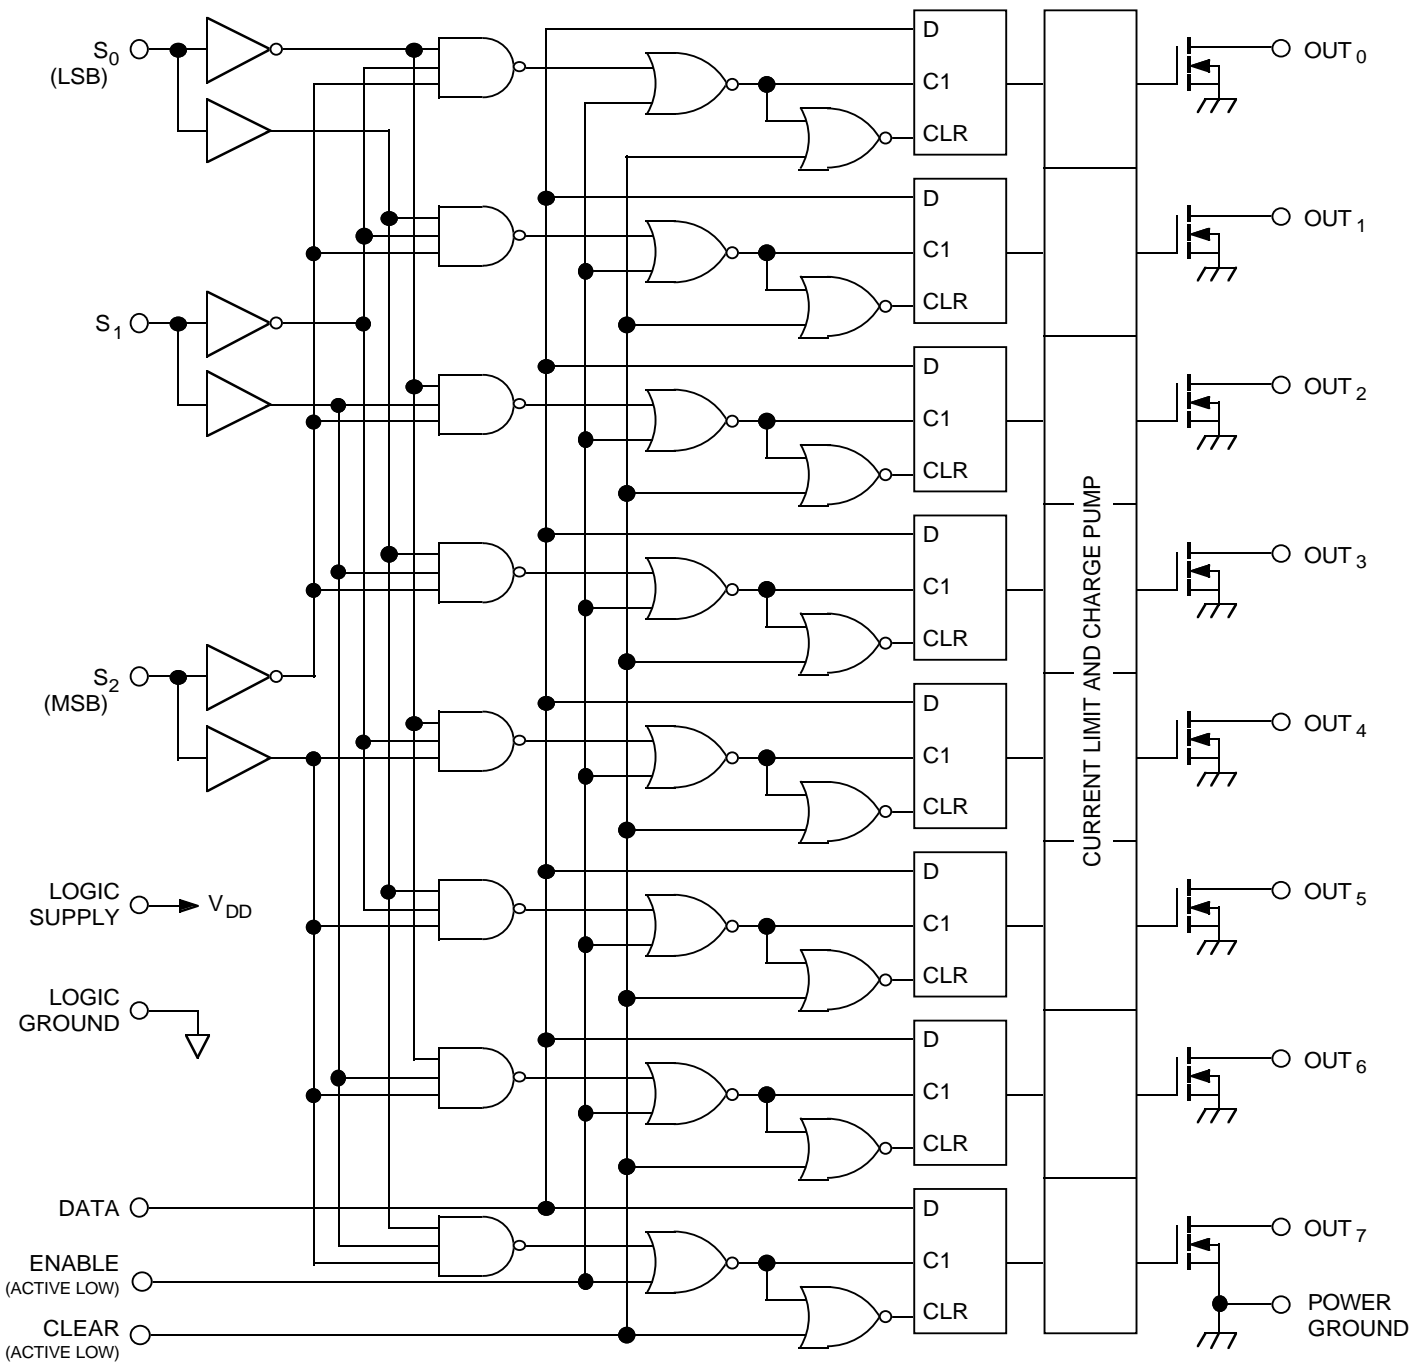 S0
(LSB)
D
C1
CLR
OUT 0
D
C1
CLR
OUT 1
S1
D
C1
CLR
OUT 2
D
C1
CLR
OUT 3
S2
(MSB)
D
C1
CLR
OUT 4
CURRENT LIMIT AND CHARGE PUMP
LOGIC
SUPPLY
VDD
D
C1
CLR
OUT 5
LOGIC
GROUND
D
C1
CLR
OUT 6
DATA
D
C1
CLR
OUT 7
ENABLE
(ACTIVE LOW)
CLEAR
(ACTIVE LOW)
POWER
GROUND